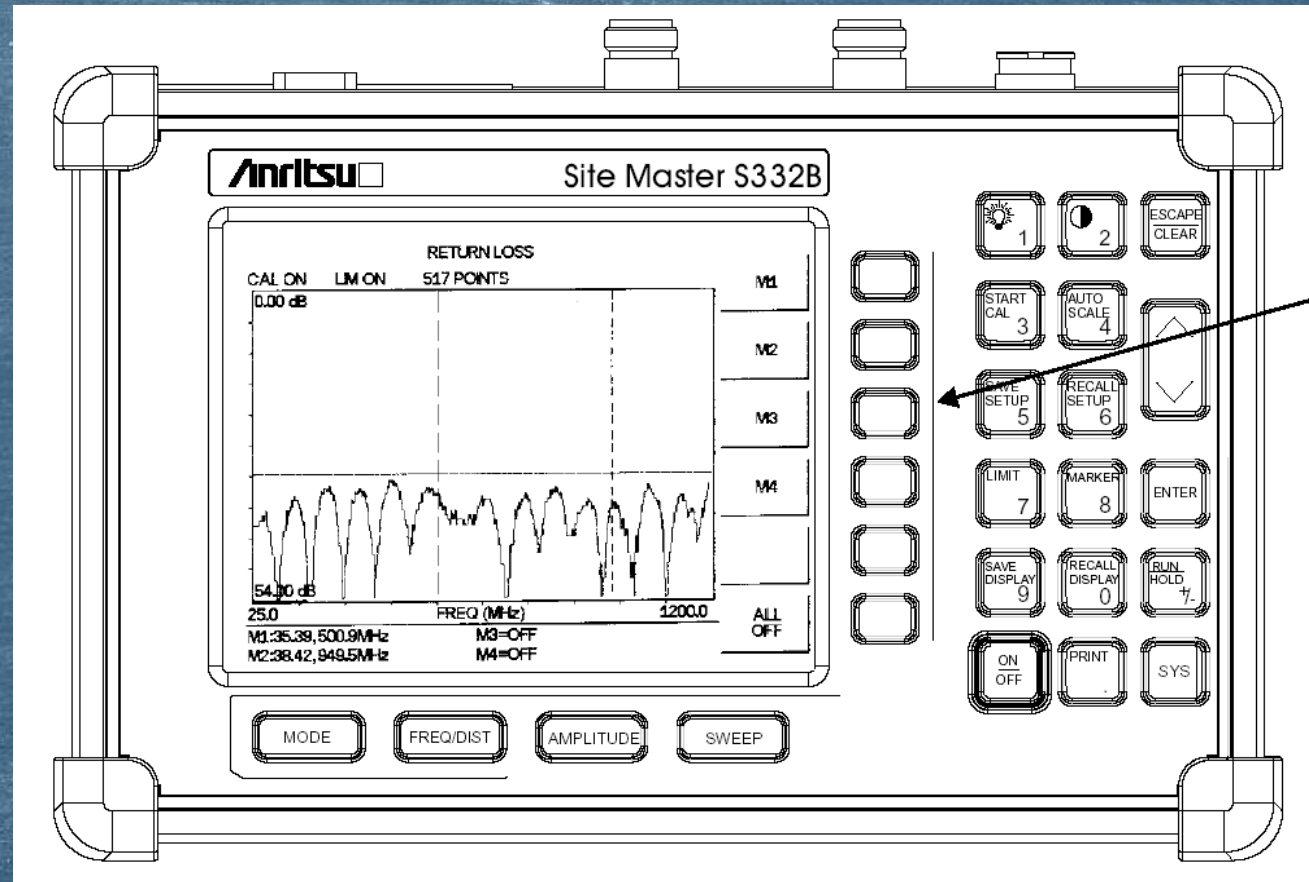 Anritsu
Site Master S332B
RETURN LOSS
CAL ON LIM ON 517 POINTS
0.00 dB
54.00 dB
25.0 FREQ (MHz) 1200.0
M1:35.39,500.9MHz M3=OFF
M2:38.42,949.5MHz M4=OFF
M1
M2
M3
M4
ALL
OFF
1
2
ESCAPE
CLEAR
START
CAL
3
AUTO
SCALE
4
SAVE
SETUP
5
RECALL
SETUP
6
LIMIT
7
MARKER
8
ENTER
SAVE
DISPLAY
9
RECALL
DISPLAY
0
RUN
HOLD
+/-
ON
OFF
PRINT
.
SYS
MODE
FREQ/DIST
AMPLITUDE
SWEEP